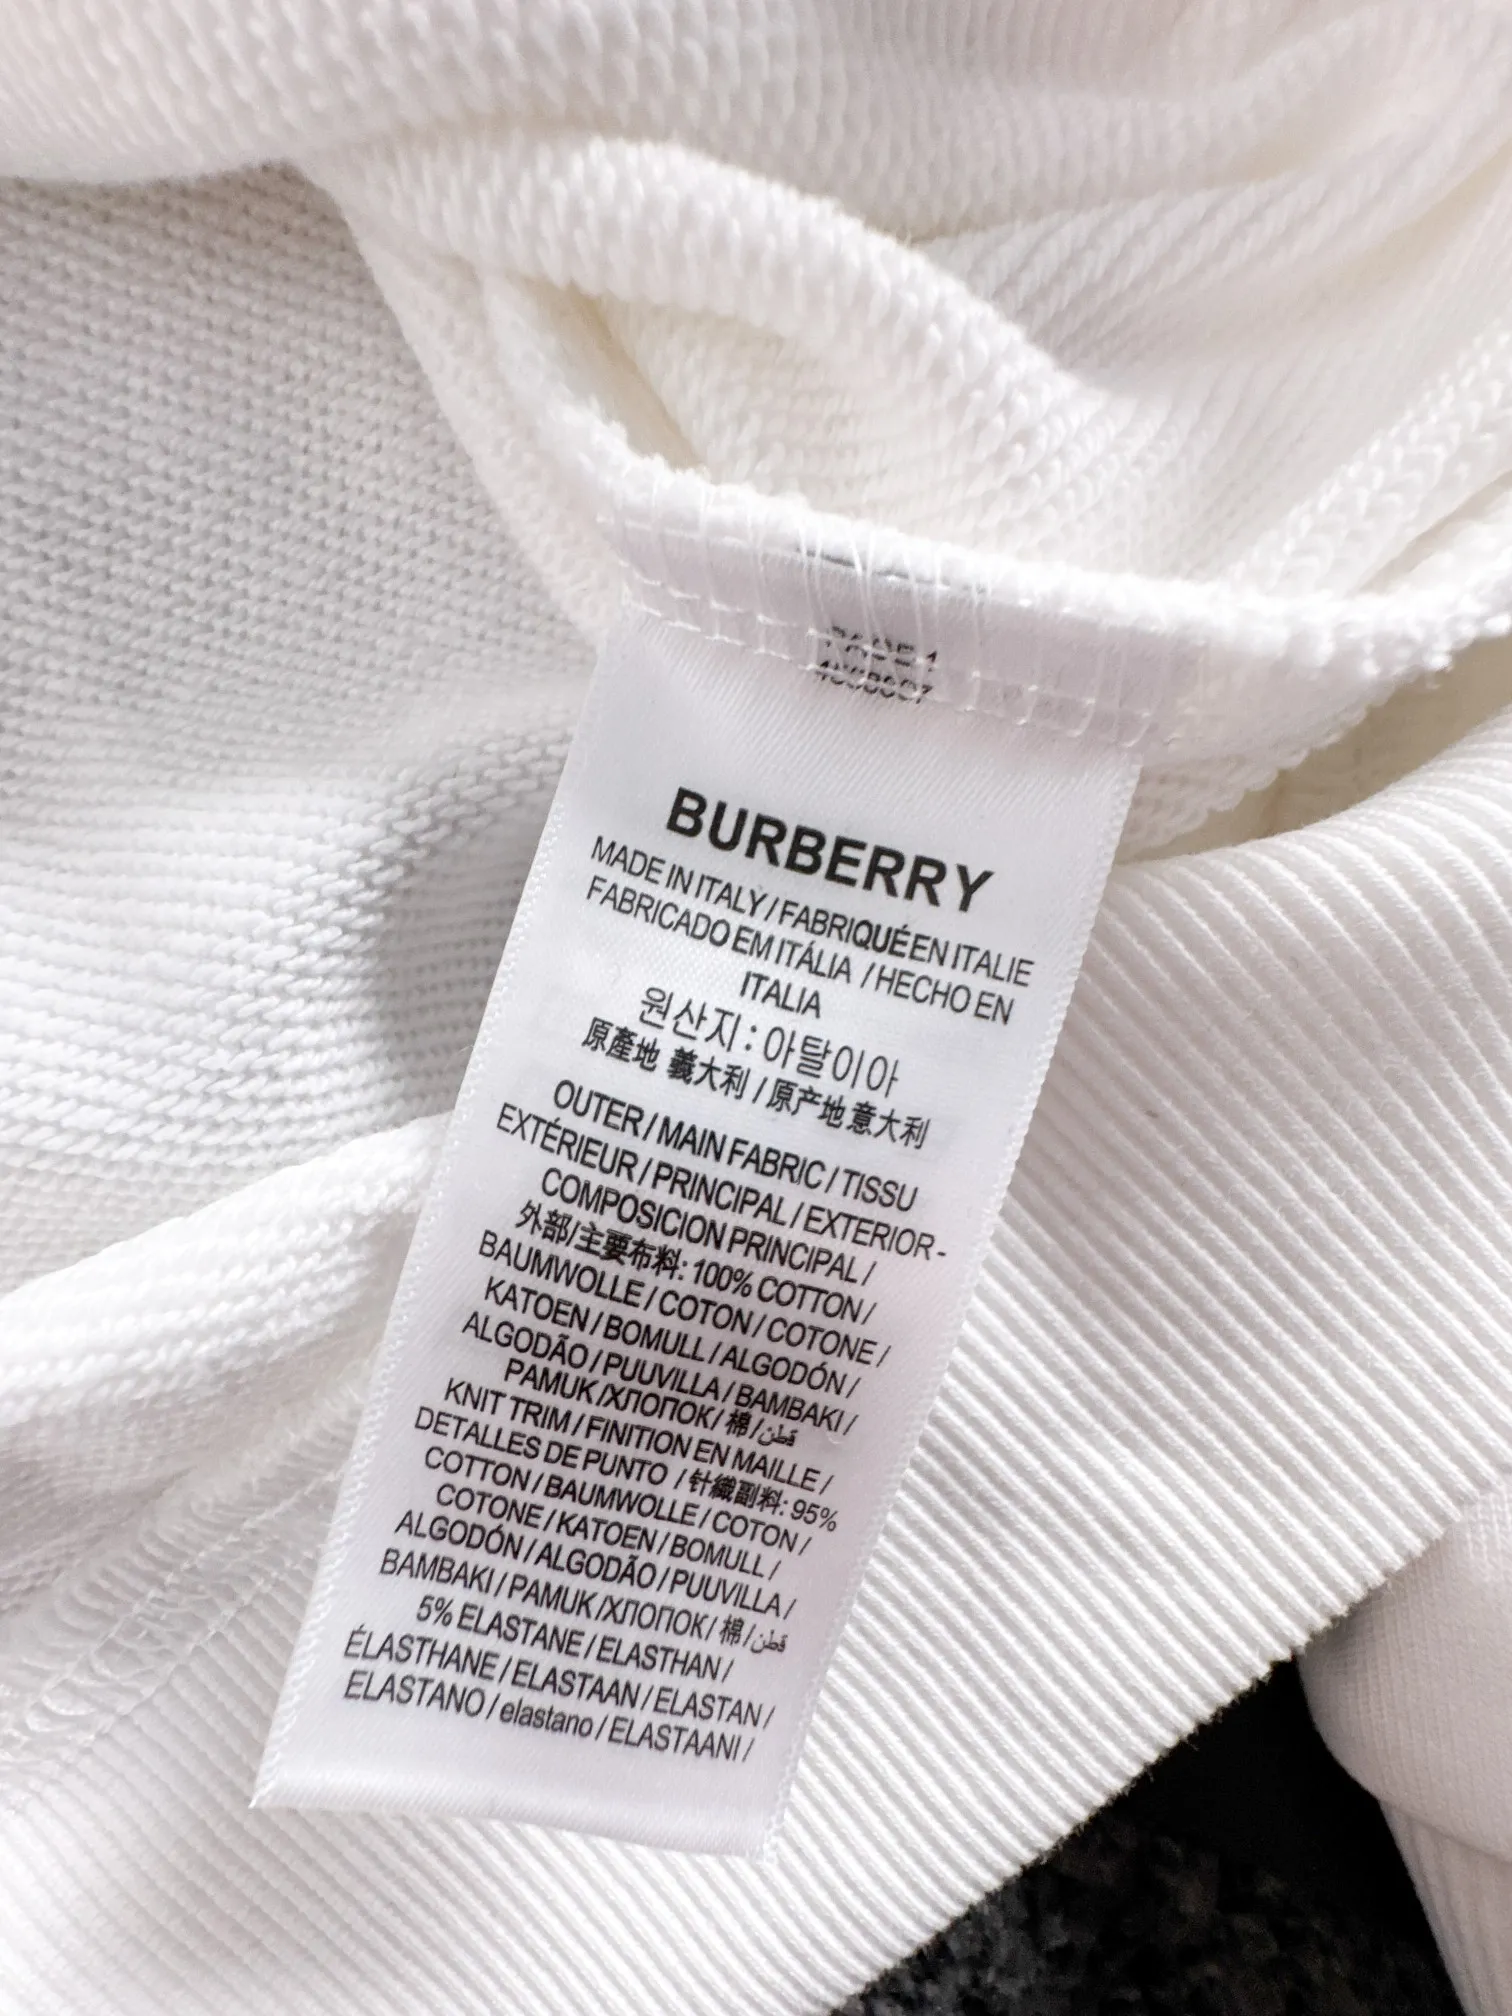 PAGE 1
BURBERRY
MADE IN ITALY / FABRIQUÉ EN ITALIE
FABRICADO EM ITÁLIA / HECHO EN
ITALIA
원산지 : 아탈이아
原產地 義大利 / 原产地意大利
OUTER / MAIN FABRIC / TISSU
EXTÉRIEUR / PRINCIPAL / EXTERIOR-
COMPOSICION PRINCIPAL /
外部/主要布料: 100% COTTON /
BAUMWOLLE / COTON / COTONE /
KATOEN / BOMULL / ALGODÓN /
ALGODÃO / PUUVILLA / BAMBAKI /
PAMUK /ХЛОПОК/ 棉/قطن
KNIT TRIM / FINITION EN MAILLE /
DETALLES DE PUNTO / 针織副料: 95%
COTTON / BAUMWOLLE / COTON /
COTONE / KATOEN / BOMULL /
ALGODÓN / ALGODÃO / PUUVILLA /
BAMBAKI / PAMUK /ХЛОПОК/ 棉/قطن
5% ELASTANE / ELASTHAN /
ÉLASTHANE / ELASTAAN / ELASTAN /
ELASTANO / elastano / ELASTAANI /